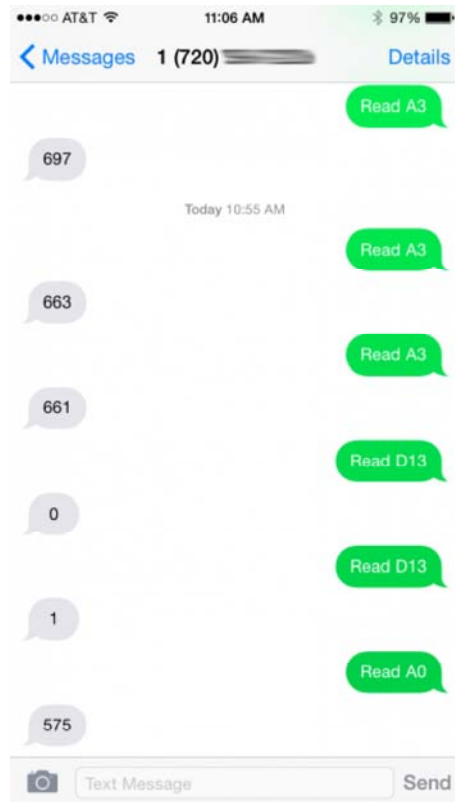 AT&T 11:06 AM 97%
Messages 1 (720) Details
Read A3
697
Today 10:55 AM
Read A3
663
Read A3
661
Read D13
0
Read D13
1
Read A0
575
Text Message Send